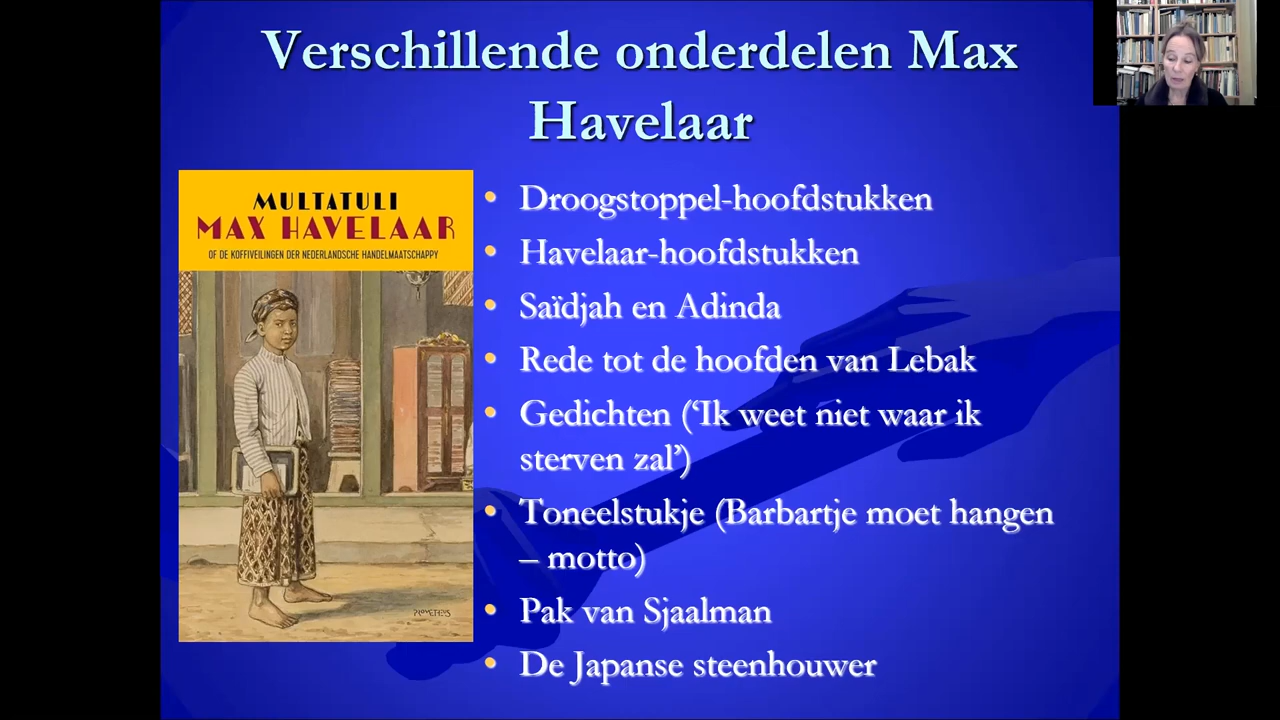 Verschillende onderdelen Max
Havelaar
MULTATULI
MAX HAVELAAR
OF DE KOFFIVEILINGEN DER NEDERLANDSCHE HANDELMAATSCHAPPY
PROMETHEUS
• Droogstoppel-hoofdstukken
• Havelaar-hoofdstukken
• Saïdjah en Adinda
• Rede tot de hoofden van Lebak
• Gedichten (‘Ik weet niet waar ik
sterven zal’)
• Toneelstukje (Barbartje moet hangen
– motto)
• Pak van Sjaalman
• De Japanse steenhouwer